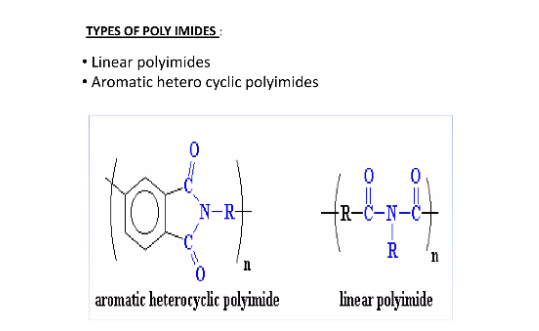 TYPES OF POLY IMIDES :
• Linear polyimides
• Aromatic hetero cyclic polyimides
O
C
N-R
C
O
n
O O
R-C-N-C
R
n
aromatic heterocyclic polyimide
linear polyimide